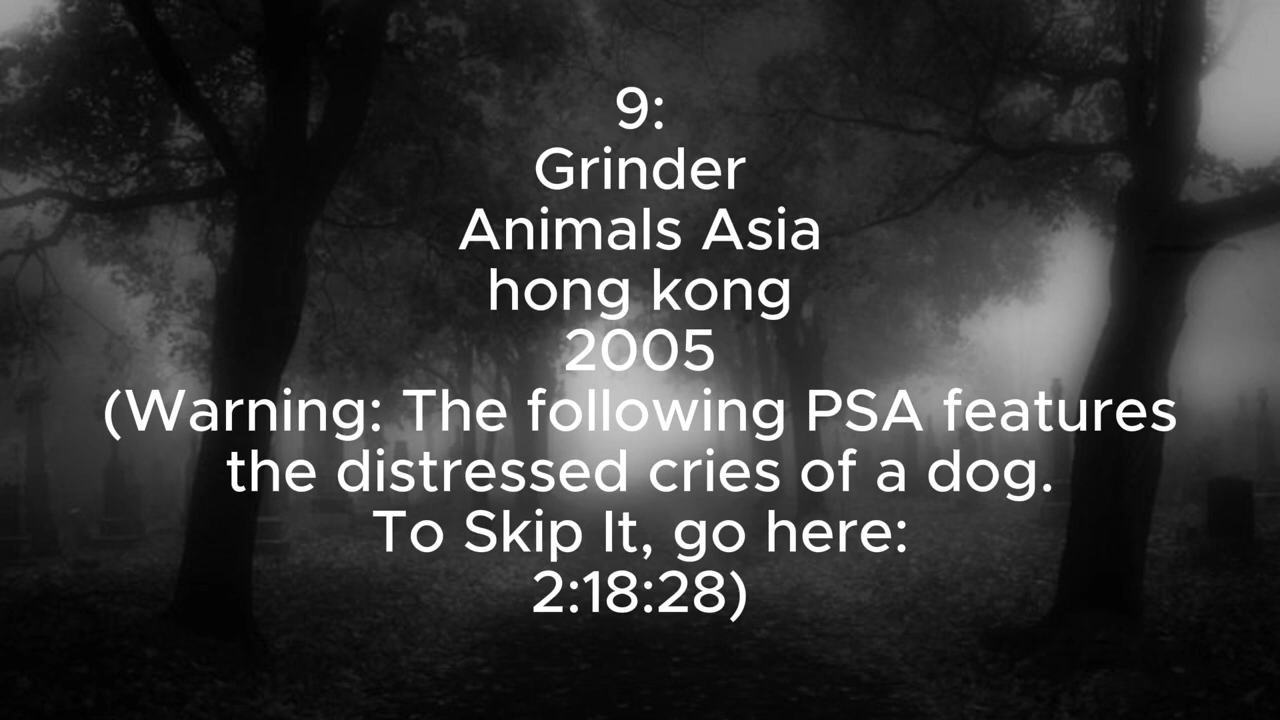 9:
Grinder
Animals Asia
hong kong
2005
(Warning: The following PSA features
the distressed cries of a dog.
To Skip It, go here:
2:18:28)